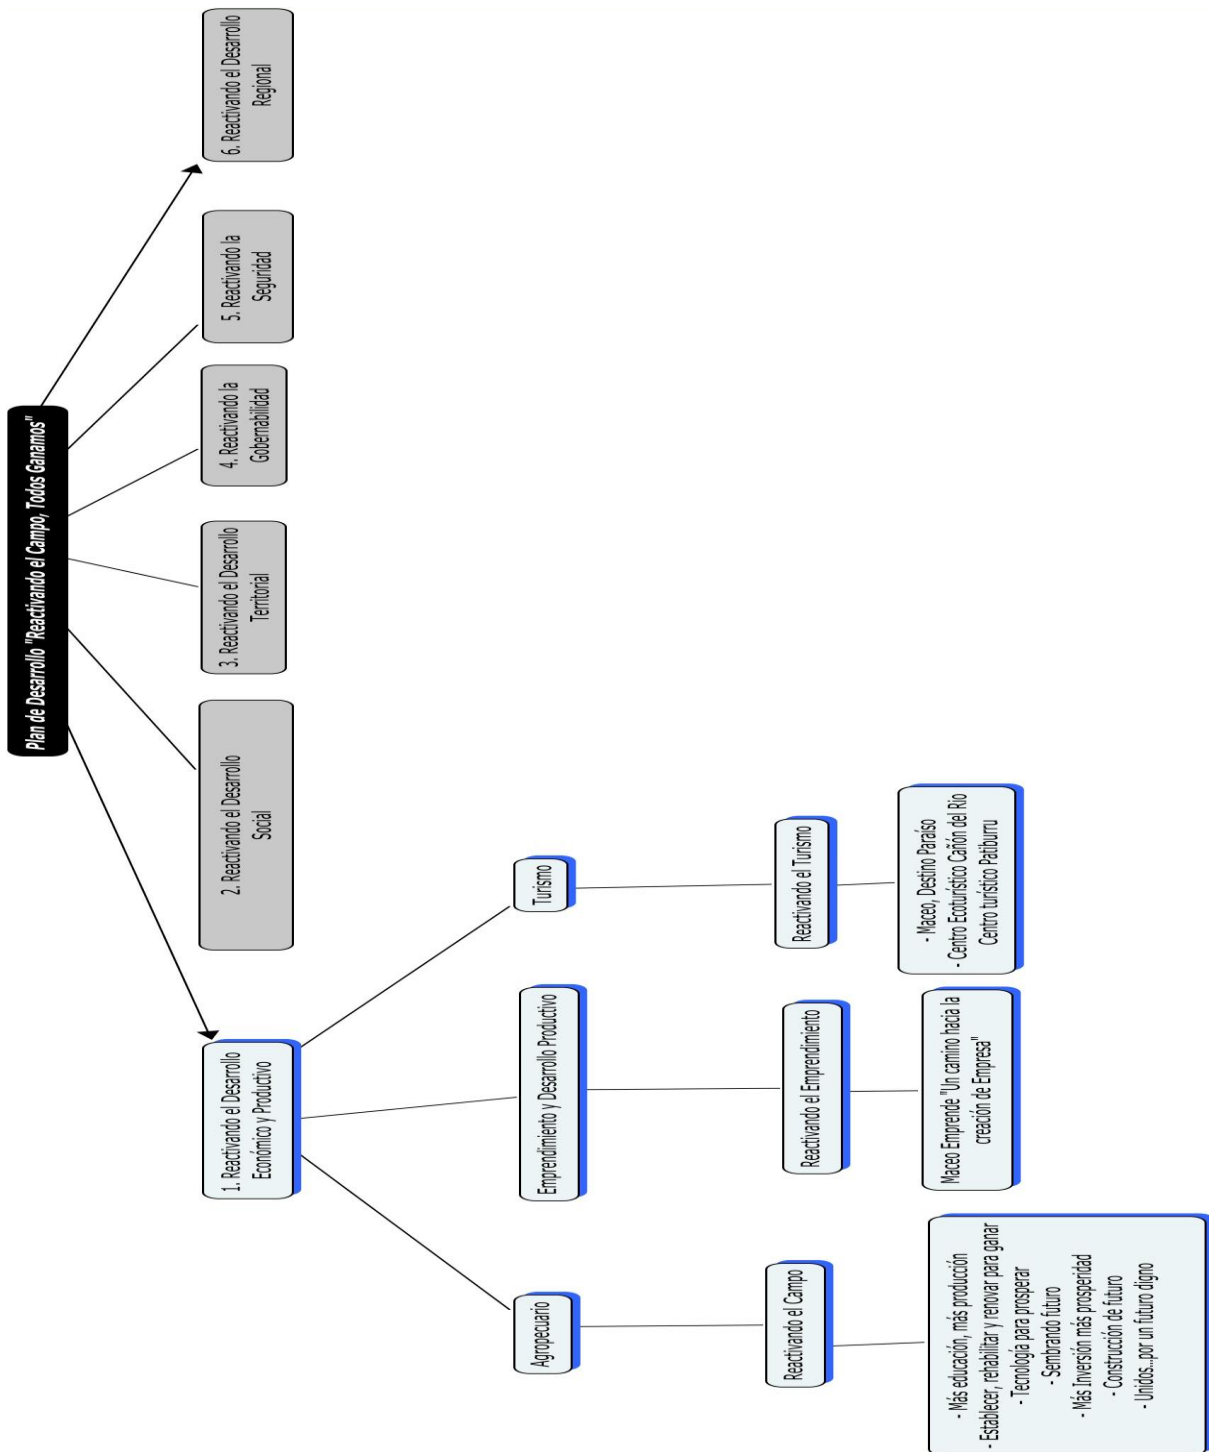 Plan de Desarrollo "Reactivando el Campo, Todos Ganamos"
1. Reactivando el Desarrollo
Económico y Productivo
2. Reactivando el Desarrollo
Social
3. Reactivando el Desarrollo
Territorial
4. Reactivando la
Gobernabilidad
5. Reactivando la
Seguridad
6. Reactivando el Desarrollo
Regional
Agropecuario
Emprendimiento y Desarrollo Productivo
Turismo
Reactivando el Campo
Reactivando el Emprendimiento
Reactivando el Turismo
- Más educación, más producción
- Establecer, rehabilitar y renovar para ganar
- Tecnología para prosperar
- Sembrando futuro
- Más Inversión más prosperidad
- Construcción de futuro
- Unidos...por un futuro digno
Maceo Emprende "Un camino hacia la
creación de Empresa"
- Maceo, Destino Paraíso
- Centro Ecoturístico Cañón del Rio
Centro turístico Patiburru